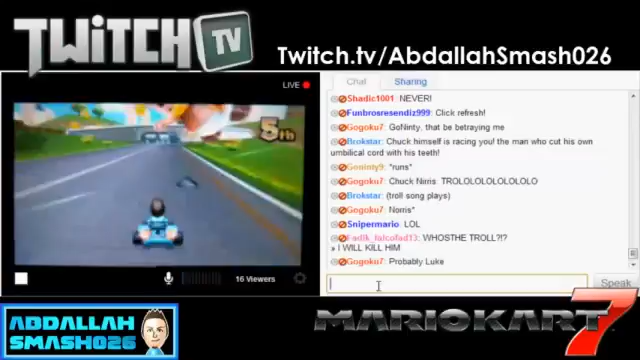 TWiTCH TV
Twitch.tv/AbdallahSmash026
LIVE
Chat Sharing
Shadic1001: NEVER!
Funbrosresendiz999: Click refresh!
Gogoku7: GoNinty, that be betraying me
Brokstar: Chuck himself is racing you! the man who cut his own
umbilical cord with his teeth!
Goninty9: *runs*
Gogoku7: Chuck Nirris TROLOLOLOLOLOLO
Brokstar: (troll song plays)
Gogoku7: Norris*
Snipermario: LOL
Fadik_falcofad13: WHOSTHE TROLL?!?
» I WILL KILL HIM
Gogoku7: Probably Luke
5th
16 Viewers
Speak
ABDALLAH
SMASH026
MARIOKART 7